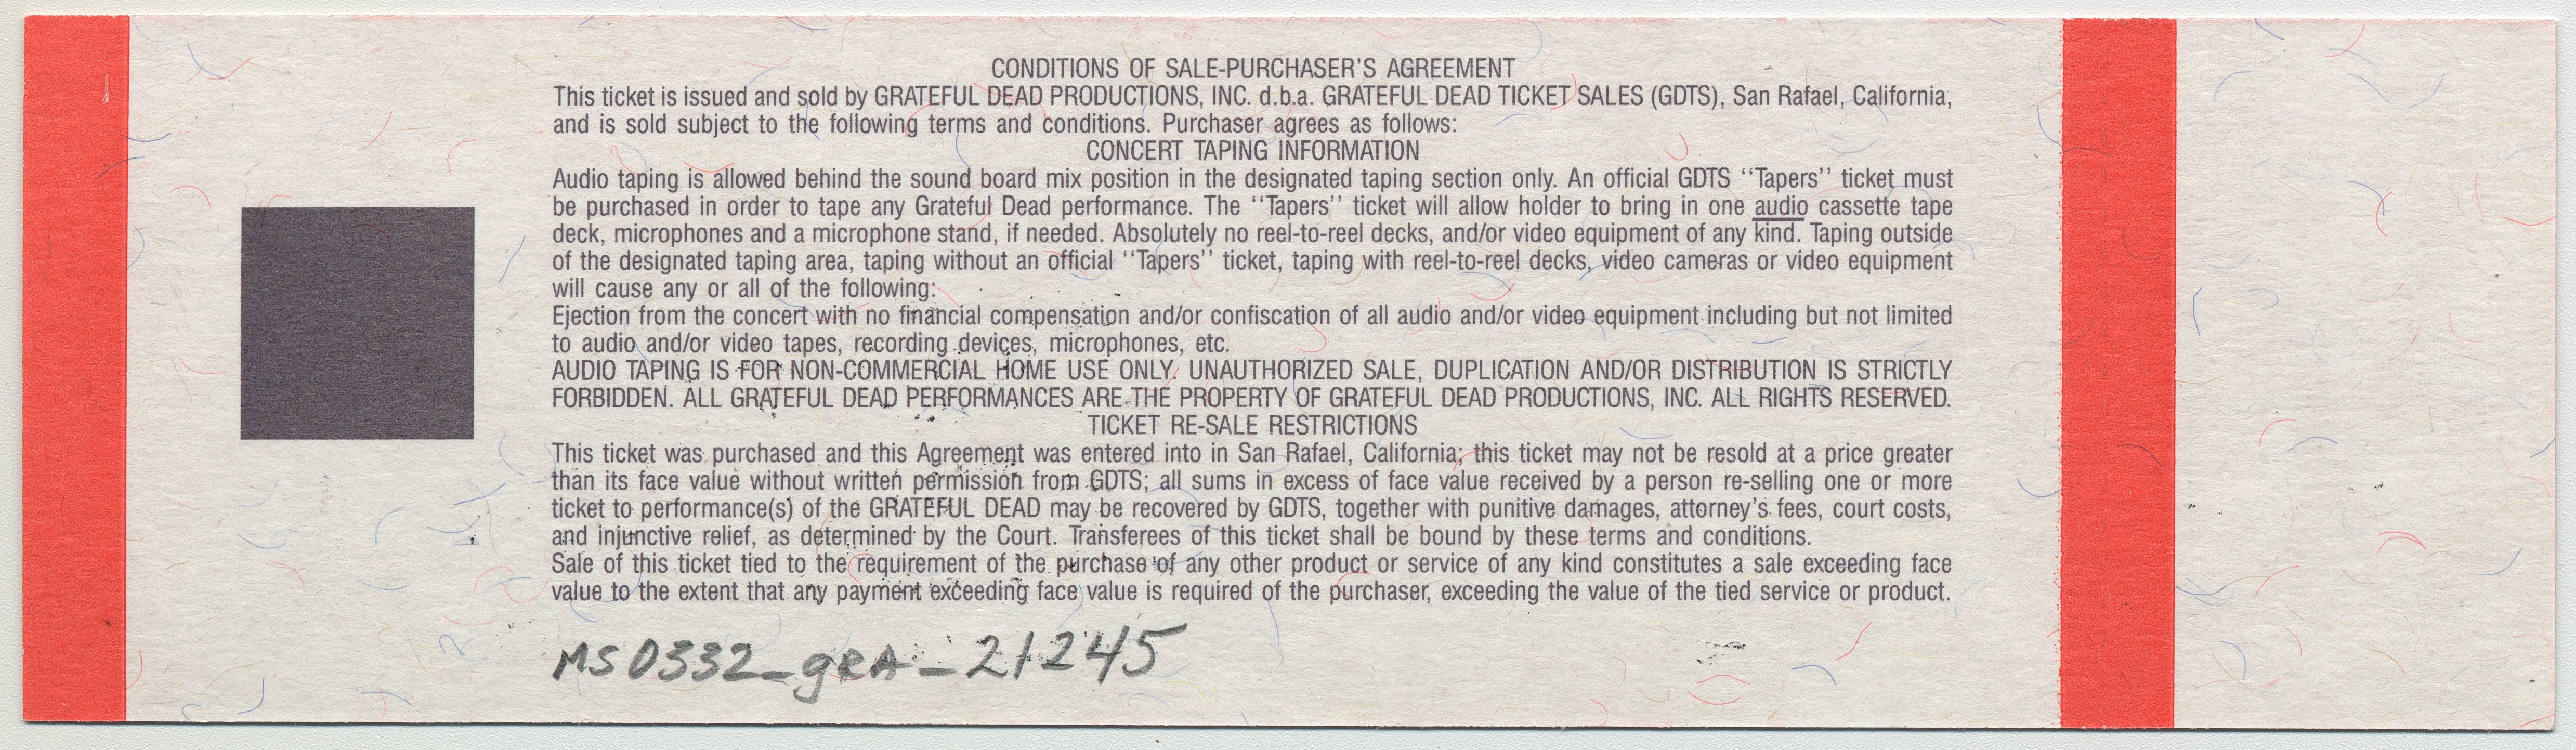 CONDITIONS OF SALE-PURCHASER'S AGREEMENT
This ticket is issued and sold by GRATEFUL DEAD PRODUCTIONS, INC. d.b.a. GRATEFUL DEAD TICKET SALES (GDTS), San Rafael, California,
and is sold subject to the following terms and conditions. Purchaser agrees as follows:
CONCERT TAPING INFORMATION
Audio taping is allowed behind the sound board mix position in the designated taping section only. An official GDTS ‘‘Tapers’’ ticket must
be purchased in order to tape any Grateful Dead performance. The ‘‘Tapers’’ ticket will allow holder to bring in one audio cassette tape
deck, microphones and a microphone stand, if needed. Absolutely no reel-to-reel decks, and/or video equipment of any kind. Taping outside
of the designated taping area, taping without an official ‘‘Tapers’’ ticket, taping with reel-to-reel decks, video cameras or video equipment
will cause any or all of the following:
Ejection from the concert with no financial compensation and/or confiscation of all audio and/or video equipment including but not limited
to audio and/or video tapes, recording devices, microphones, etc.
AUDIO TAPING IS FOR NON-COMMERCIAL HOME USE ONLY. UNAUTHORIZED SALE, DUPLICATION AND/OR DISTRIBUTION IS STRICTLY
FORBIDDEN. ALL GRATEFUL DEAD PERFORMANCES ARE THE PROPERTY OF GRATEFUL DEAD PRODUCTIONS, INC. ALL RIGHTS RESERVED.
TICKET RE-SALE RESTRICTIONS
This ticket was purchased and this Agreement was entered into in San Rafael, California; this ticket may not be resold at a price greater
than its face value without written permission from GDTS; all sums in excess of face value received by a person re-selling one or more
ticket to performance(s) of the GRATEFUL DEAD may be recovered by GDTS, together with punitive damages, attorney's fees, court costs,
and injunctive relief, as determined by the Court. Transferees of this ticket shall be bound by these terms and conditions.
Sale of this ticket tied to the requirement of the purchase of any other product or service of any kind constitutes a sale exceeding face
value to the extent that any payment exceeding face value is required of the purchaser, exceeding the value of the tied service or product.
MS0332_gRA_21245